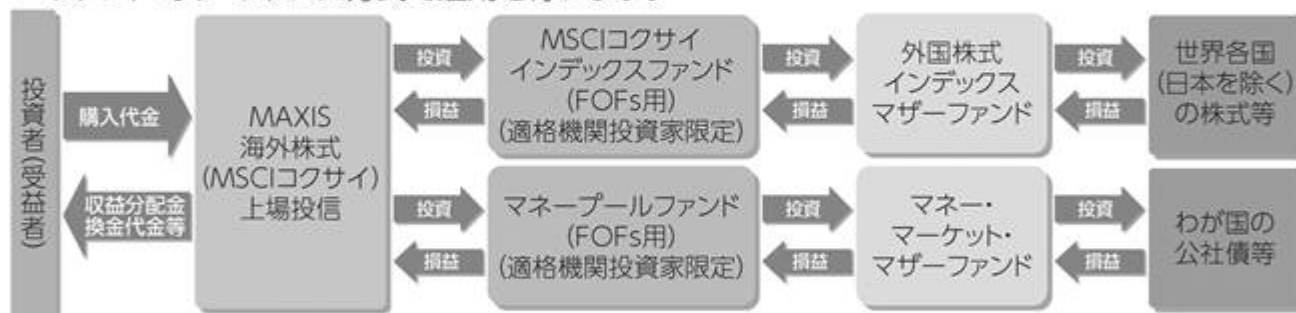 投資者(受益者)
購入代金
収益分配金
換金代金等
MAXIS
海外株式
(MSCIコクサイ)
上場投信
投資
損益
MSCIコクサイ
インデックスファンド
(FOFs用)
(適格機関投資家限定)
投資
損益
外国株式
インデックス
マザーファンド
投資
損益
世界各国
(日本を除く)
の株式等
投資
損益
マネープールファンド
(FOFs用)
(適格機関投資家限定)
投資
損益
マネー・
マーケット・
マザーファンド
投資
損益
わが国の
公社債等